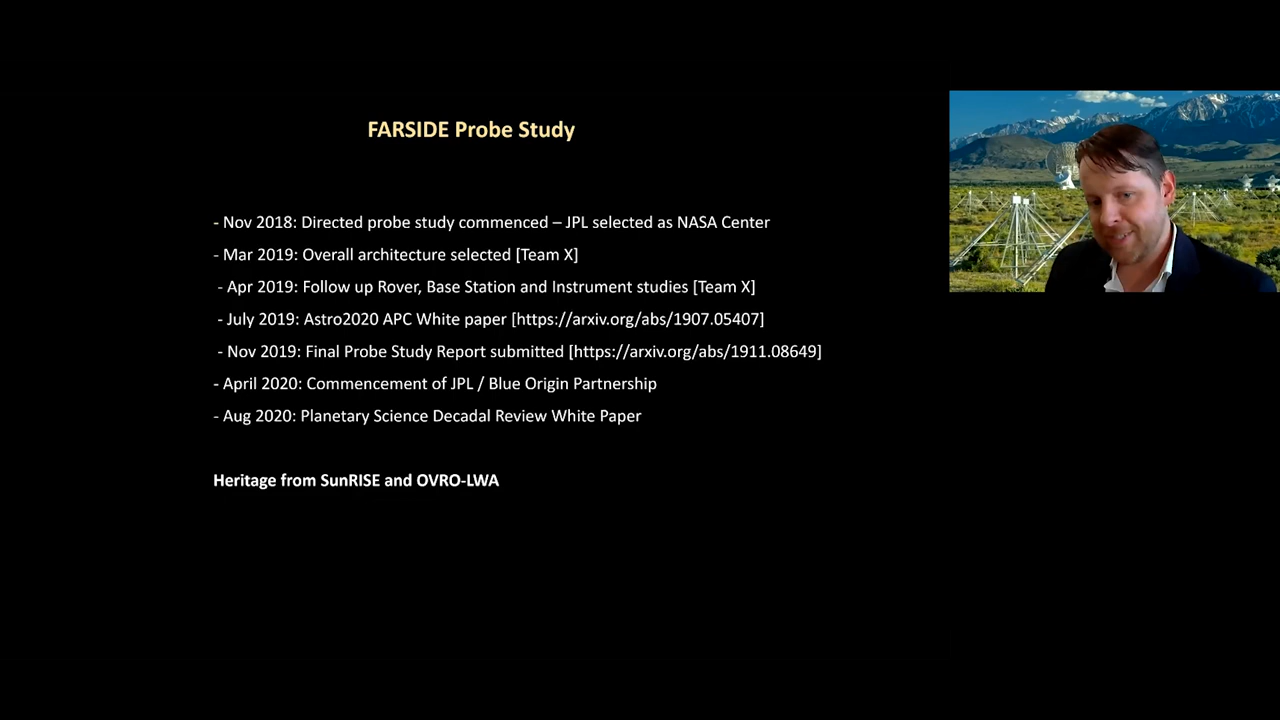 FARSIDE Probe Study
- Nov 2018: Directed probe study commenced – JPL selected as NASA Center
- Mar 2019: Overall architecture selected [Team X]
- Apr 2019: Follow up Rover, Base Station and Instrument studies [Team X]
- July 2019: Astro2020 APC White paper [https://arxiv.org/abs/1907.05407]
- Nov 2019: Final Probe Study Report submitted [https://arxiv.org/abs/1911.08649]
- April 2020: Commencement of JPL / Blue Origin Partnership
- Aug 2020: Planetary Science Decadal Review White Paper
Heritage from SunRISE and OVRO-LWA